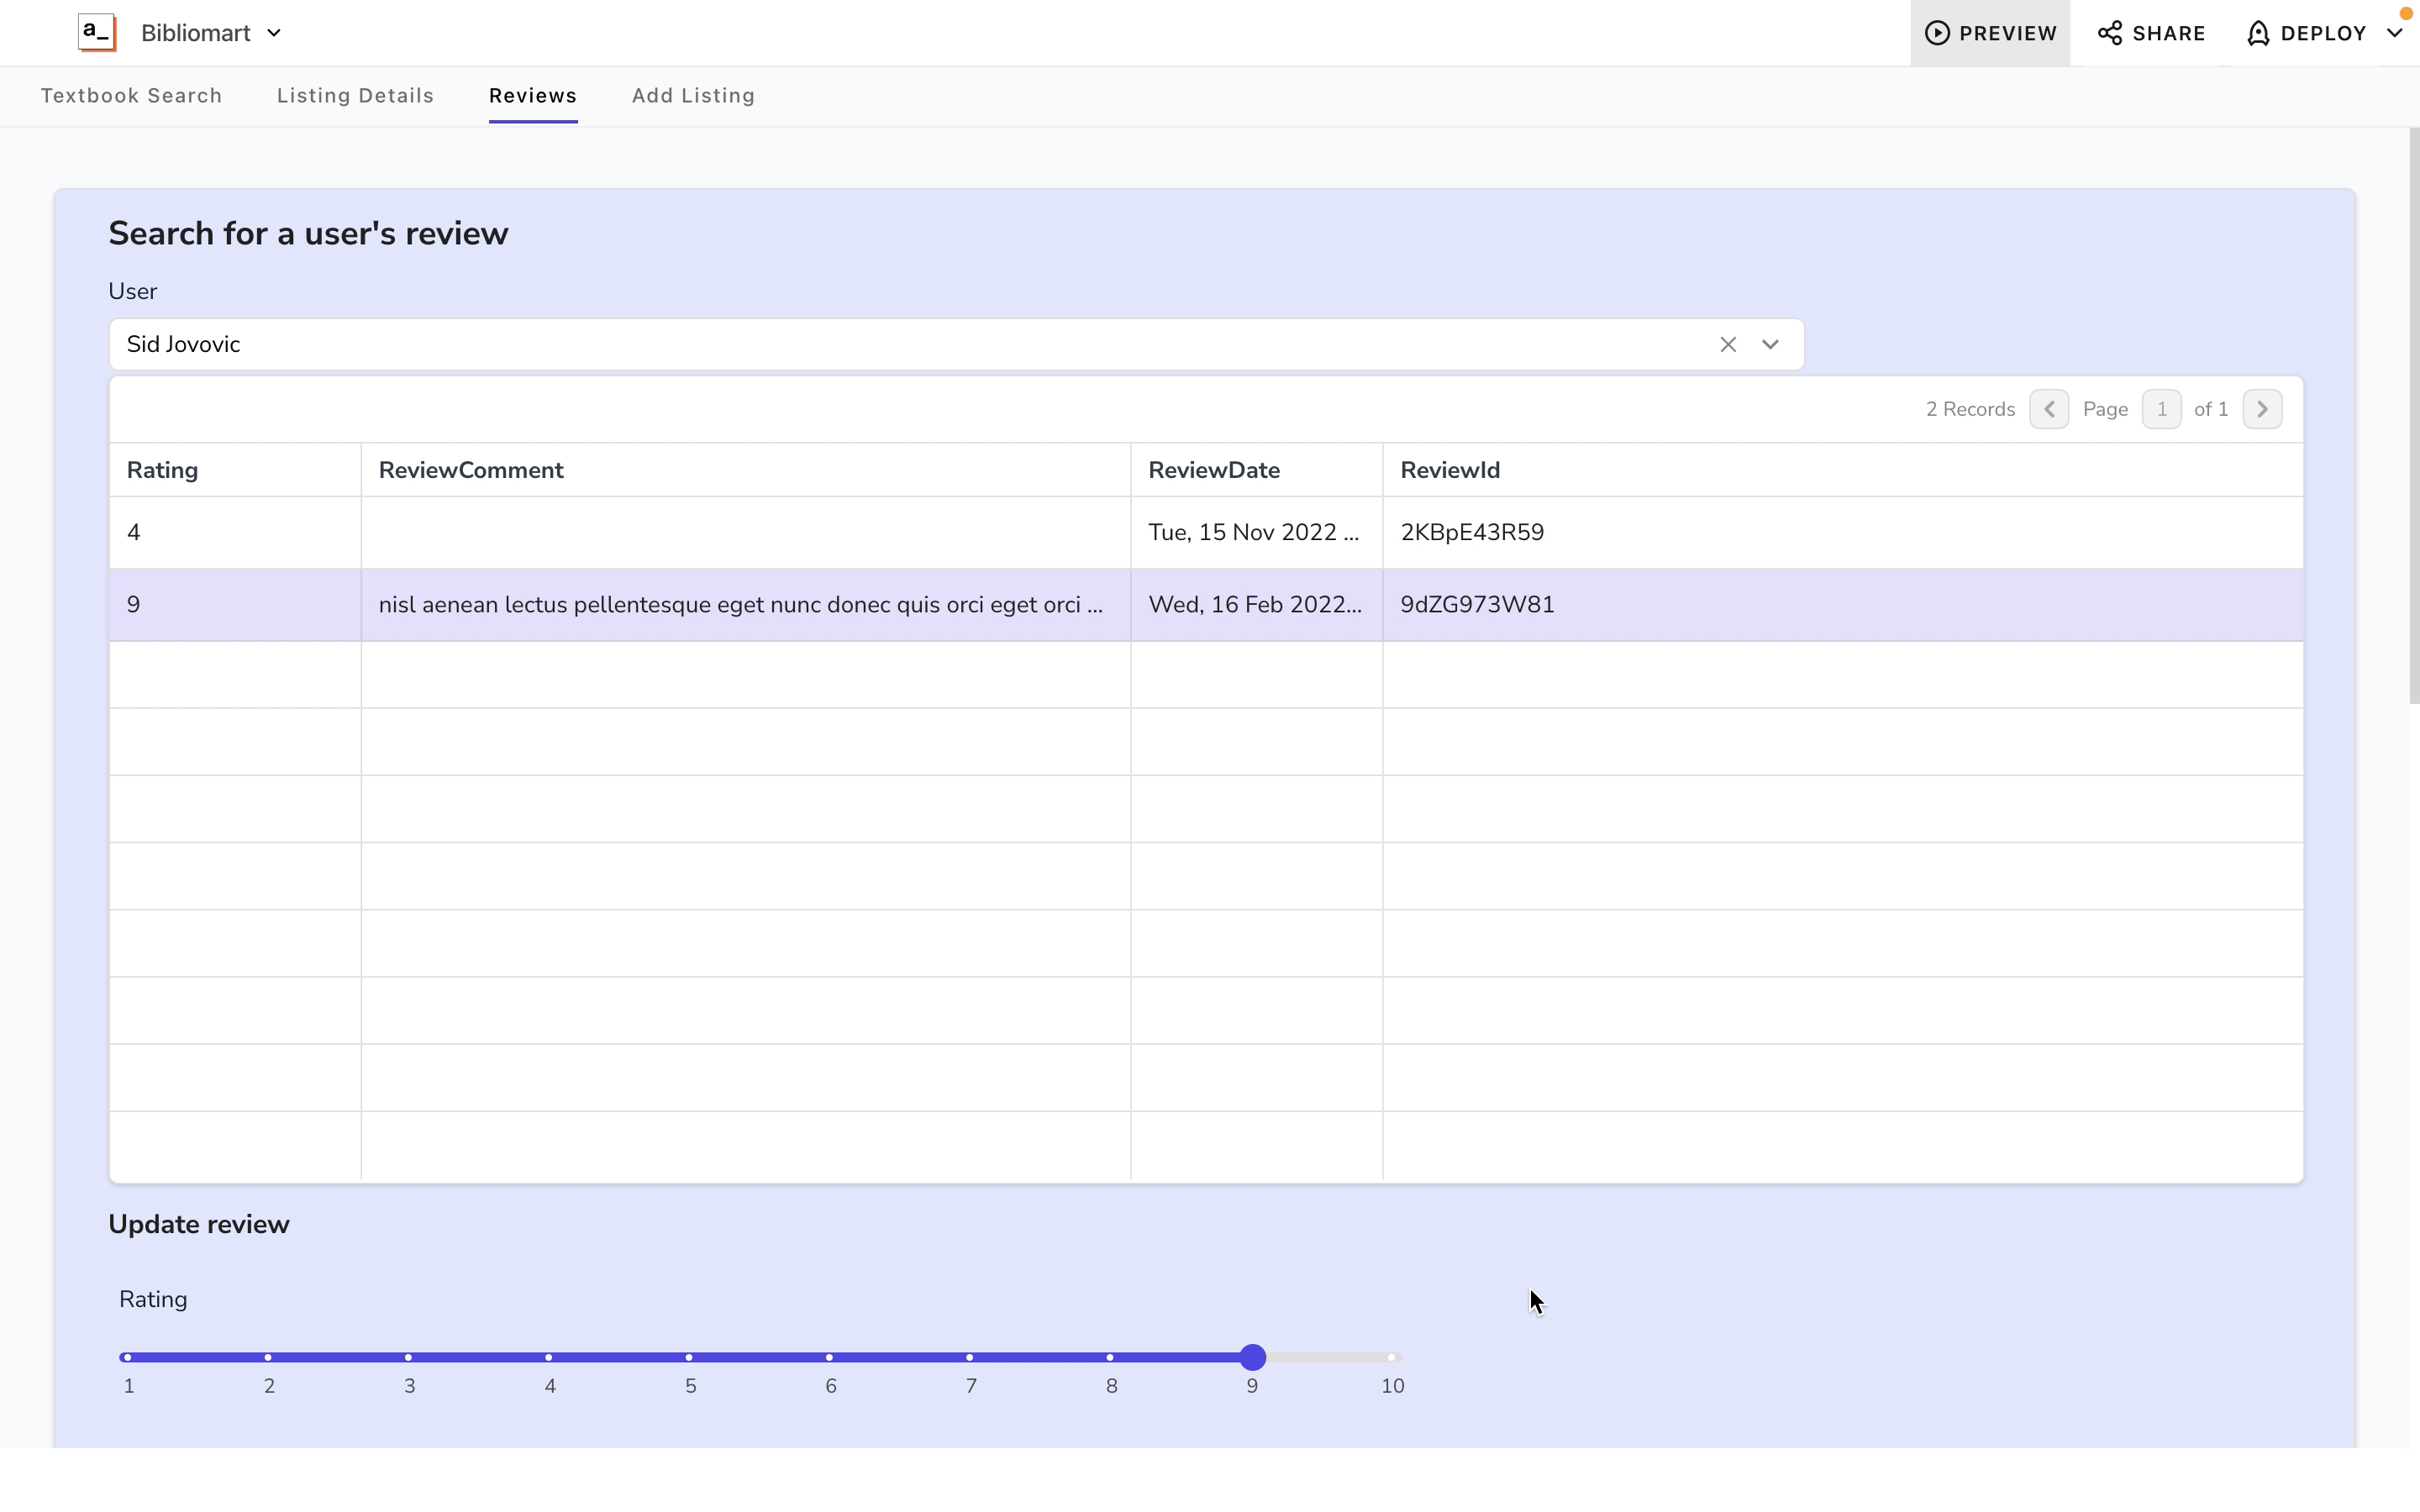 a_ Bibliomart PREVIEW SHARE DEPLOY
Textbook Search Listing Details Reviews Add Listing
Search for a user's review
User
Sid Jovovic
2 Records Page 1 of 1
Rating ReviewComment ReviewDate ReviewId
4 Tue, 15 Nov 2022 ... 2KBpE43R59
9 nisl aenean lectus pellentesque eget nunc donec quis orci eget orci ... Wed, 16 Feb 2022... 9dZG973W81
Update review
Rating
1 2 3 4 5 6 7 8 9 10